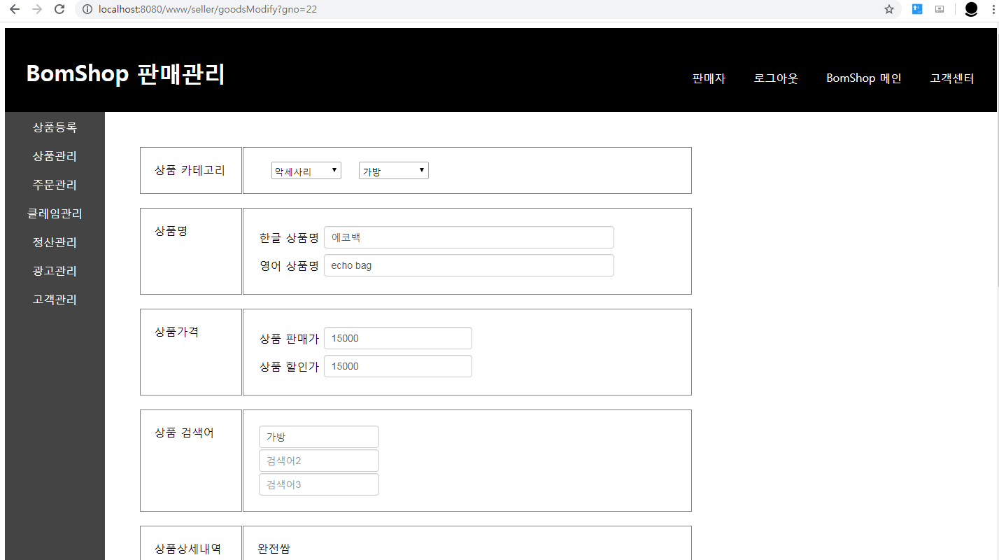 localhost:8080/www/seller/goodsModify?gno=22
BomShop 판매관리
판매자 로그아웃 BomShop 메인 고객센터
상품등록
상품관리
주문관리
클레임관리
정산관리
광고관리
고객관리
상품 카테고리 악세사리 가방
상품명
한글 상품명 에코백
영어 상품명 echo bag
상품가격
상품 판매가 15000
상품 할인가 15000
상품 검색어
가방
검색어2
검색어3
상품상세내역 완전쌈